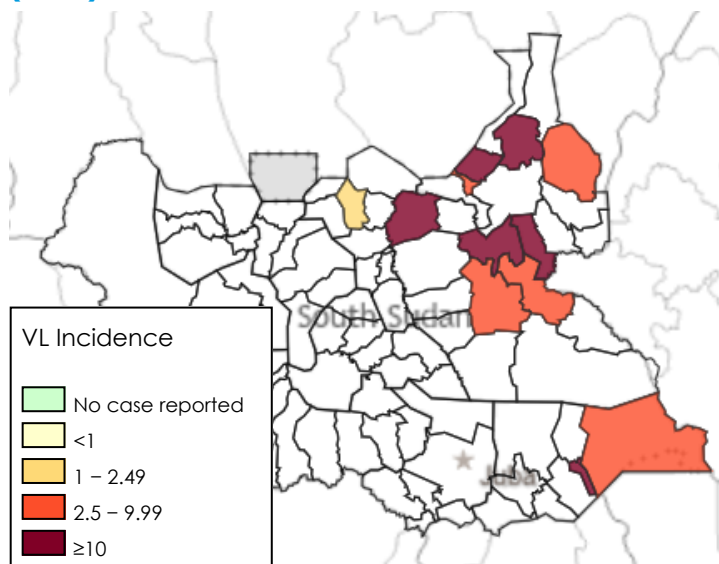 South Sudan
VL Incidence
No case reported
<1
1 – 2.49
2.5 – 9.99
≥10
Juba